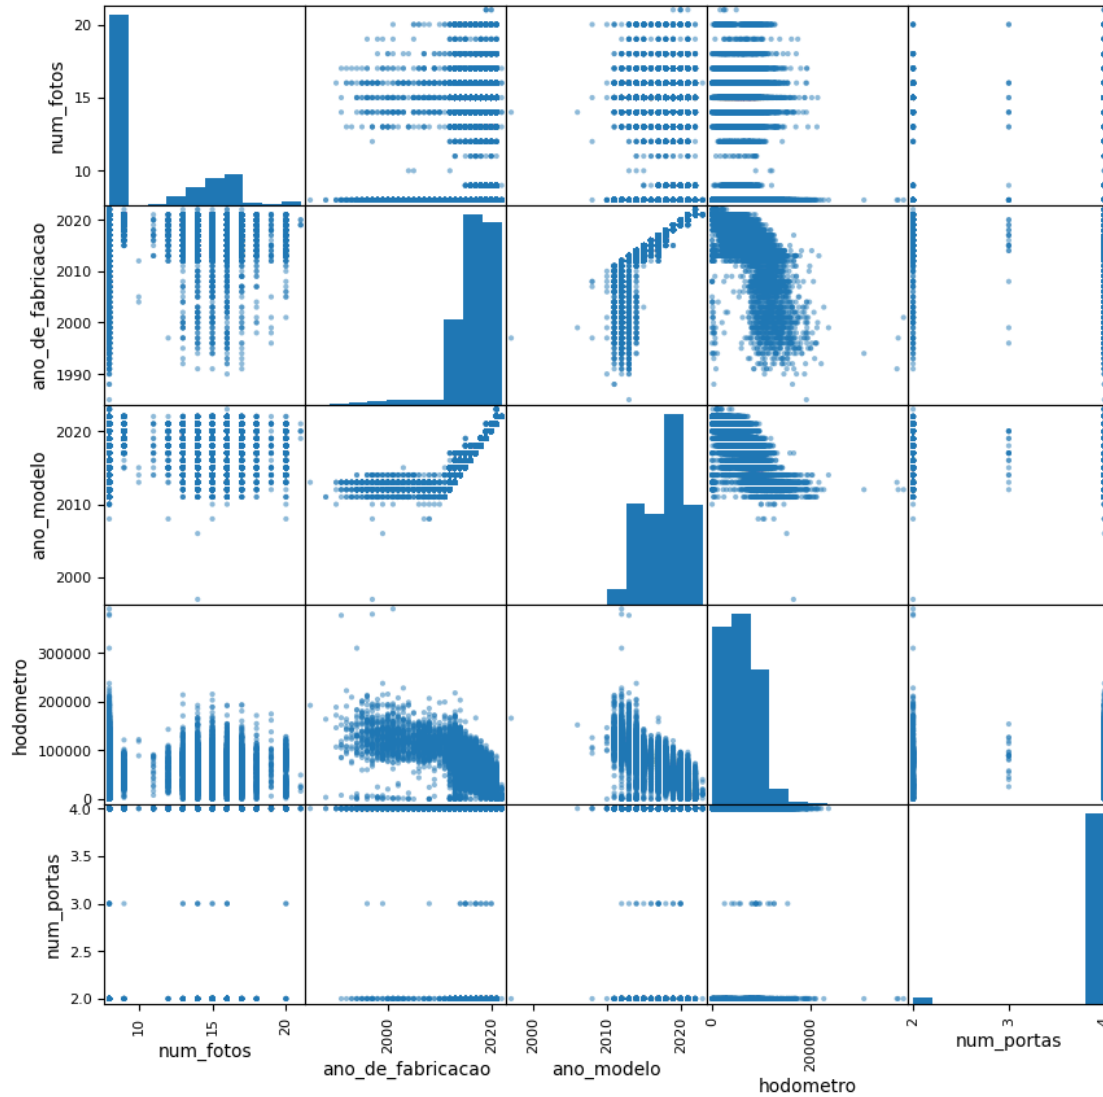 20
15
10
num_fotos
2020
2010
2000
1990
ano_de_fabricacao
2020
2010
2000
ano_modelo
300000
200000
100000
0
hodometro
4.0
3.5
3.0
2.5
2.0
num_portas
10 15 20 2000 2020 2000 2010 2020 0 200000 2 3 4
num_fotos ano_de_fabricacao ano_modelo hodometro num_portas